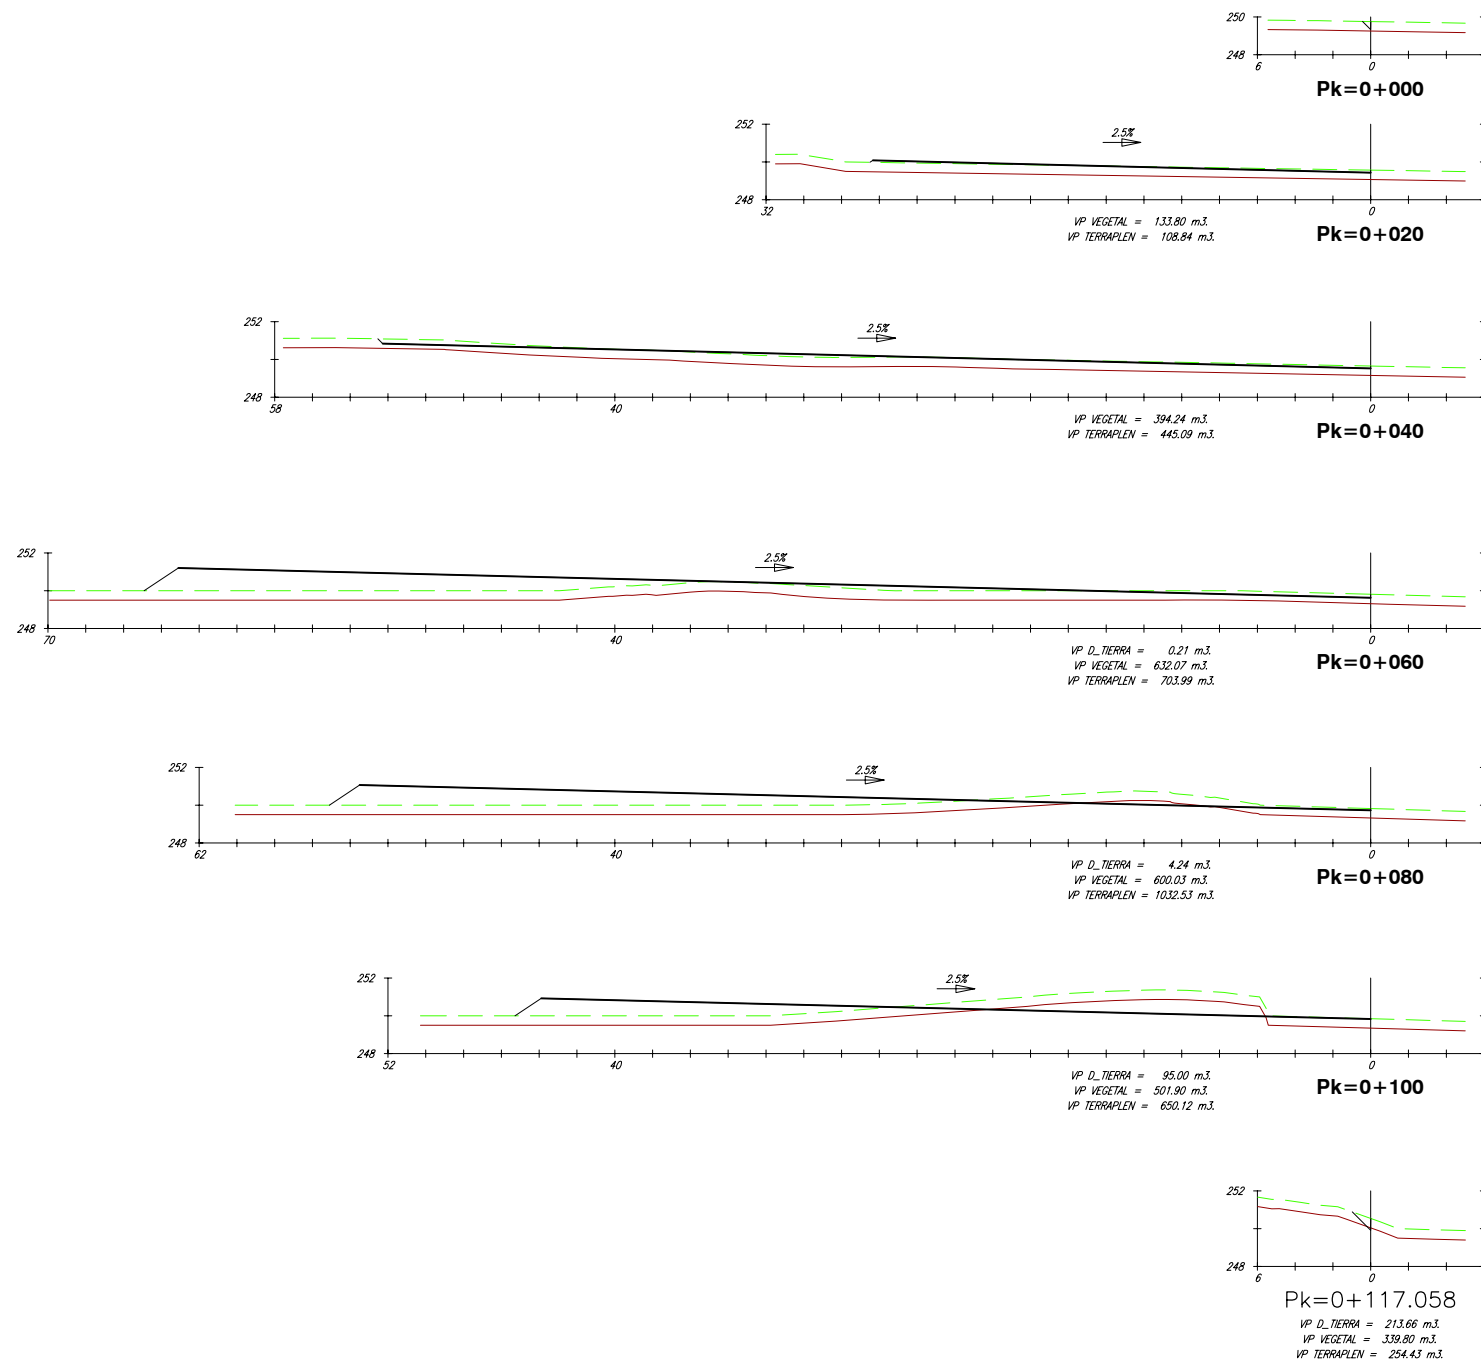 250
248
6 0
Pk=0+000
252
2.5%
248
32 0
VP VEGETAL = 133.80 m3.
VP TERRAPLEN = 108.84 m3.
Pk=0+020
252
2.5%
248
58 40 0
VP VEGETAL = 394.24 m3.
VP TERRAPLEN = 445.09 m3.
Pk=0+040
252
2.5%
248
70 40 0
VP D_TIERRA = 0.21 m3.
VP VEGETAL = 632.07 m3.
VP TERRAPLEN = 703.99 m3.
Pk=0+060
252
2.5%
248
62 40 0
VP D_TIERRA = 4.24 m3.
VP VEGETAL = 600.03 m3.
VP TERRAPLEN = 1032.53 m3.
Pk=0+080
252
2.5%
248
52 40 0
VP D_TIERRA = 95.00 m3.
VP VEGETAL = 501.90 m3.
VP TERRAPLEN = 650.12 m3.
Pk=0+100
252
248
6 0
Pk=0+117.058
VP D_TIERRA = 213.66 m3.
VP VEGETAL = 339.80 m3.
VP TERRAPLEN = 254.43 m3.